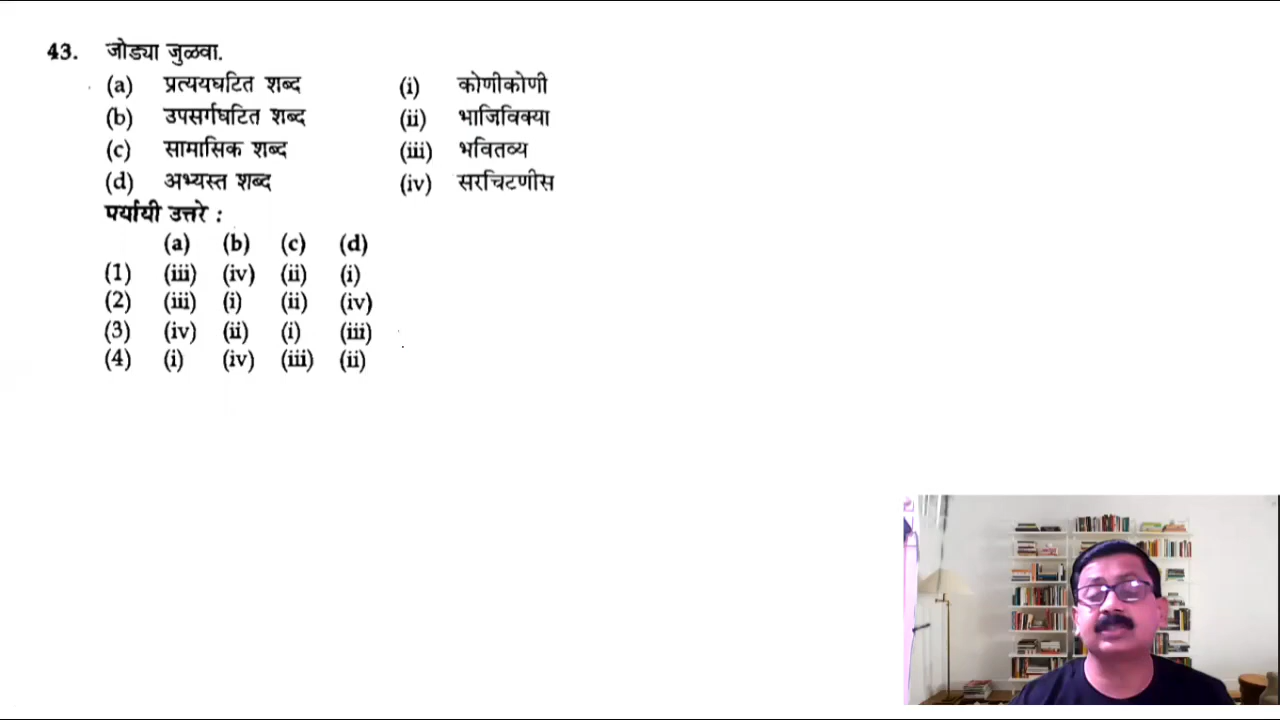 43. जोड्या जुळवा.
(a) प्रत्ययघटित शब्द (i) कोणीकोणी
(b) उपसर्गघटित शब्द (ii) भाजिविक्या
(c) सामासिक शब्द (iii) भवितव्य
(d) अभ्यस्त शब्द (iv) सरचिटणीस
पर्यायी उत्तरे :
(a) (b) (c) (d)
(1) (iii) (iv) (ii) (i)
(2) (iii) (i) (ii) (iv)
(3) (iv) (ii) (i) (iii)
(4) (i) (iv) (iii) (ii)